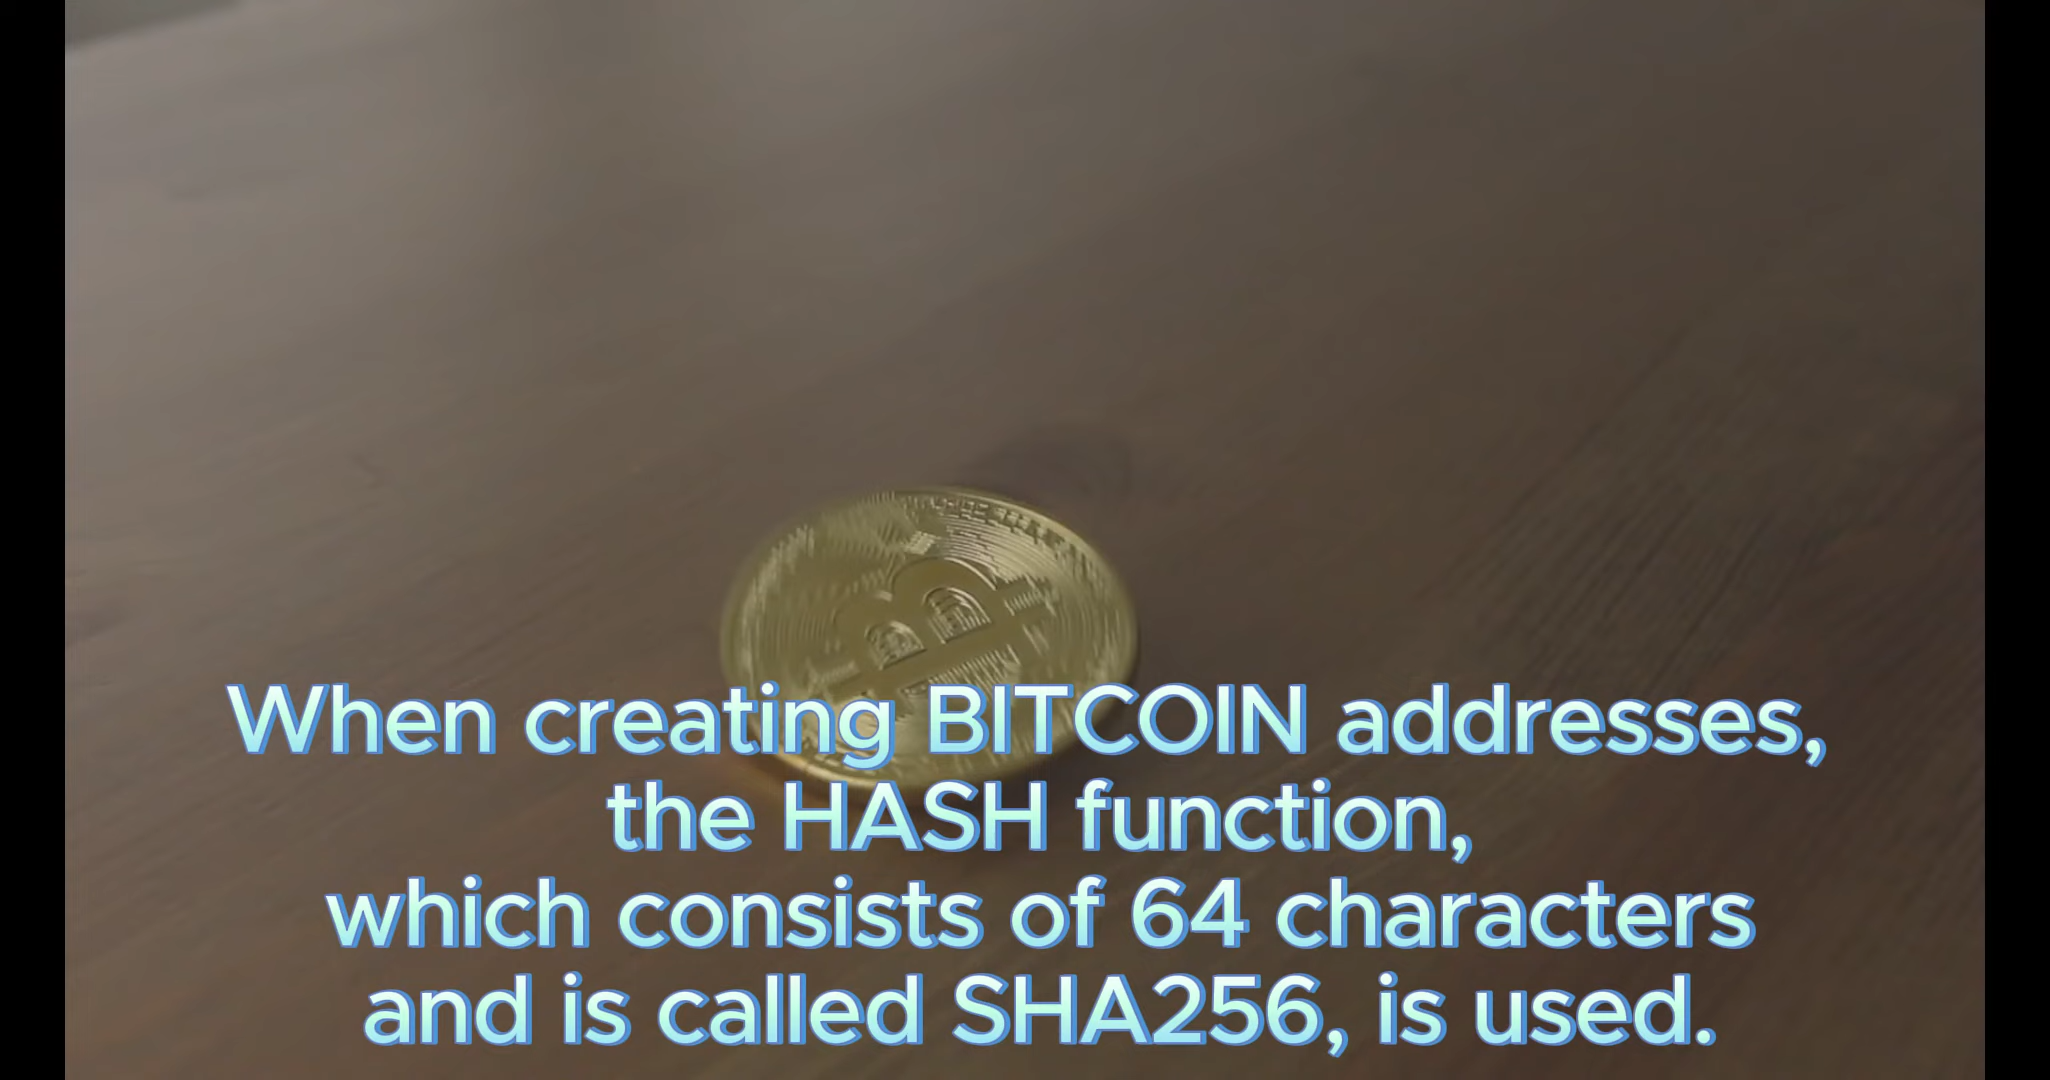 When creating BITCOIN addresses,
the HASH function,
which consists of 64 characters
and is called SHA256, is used.